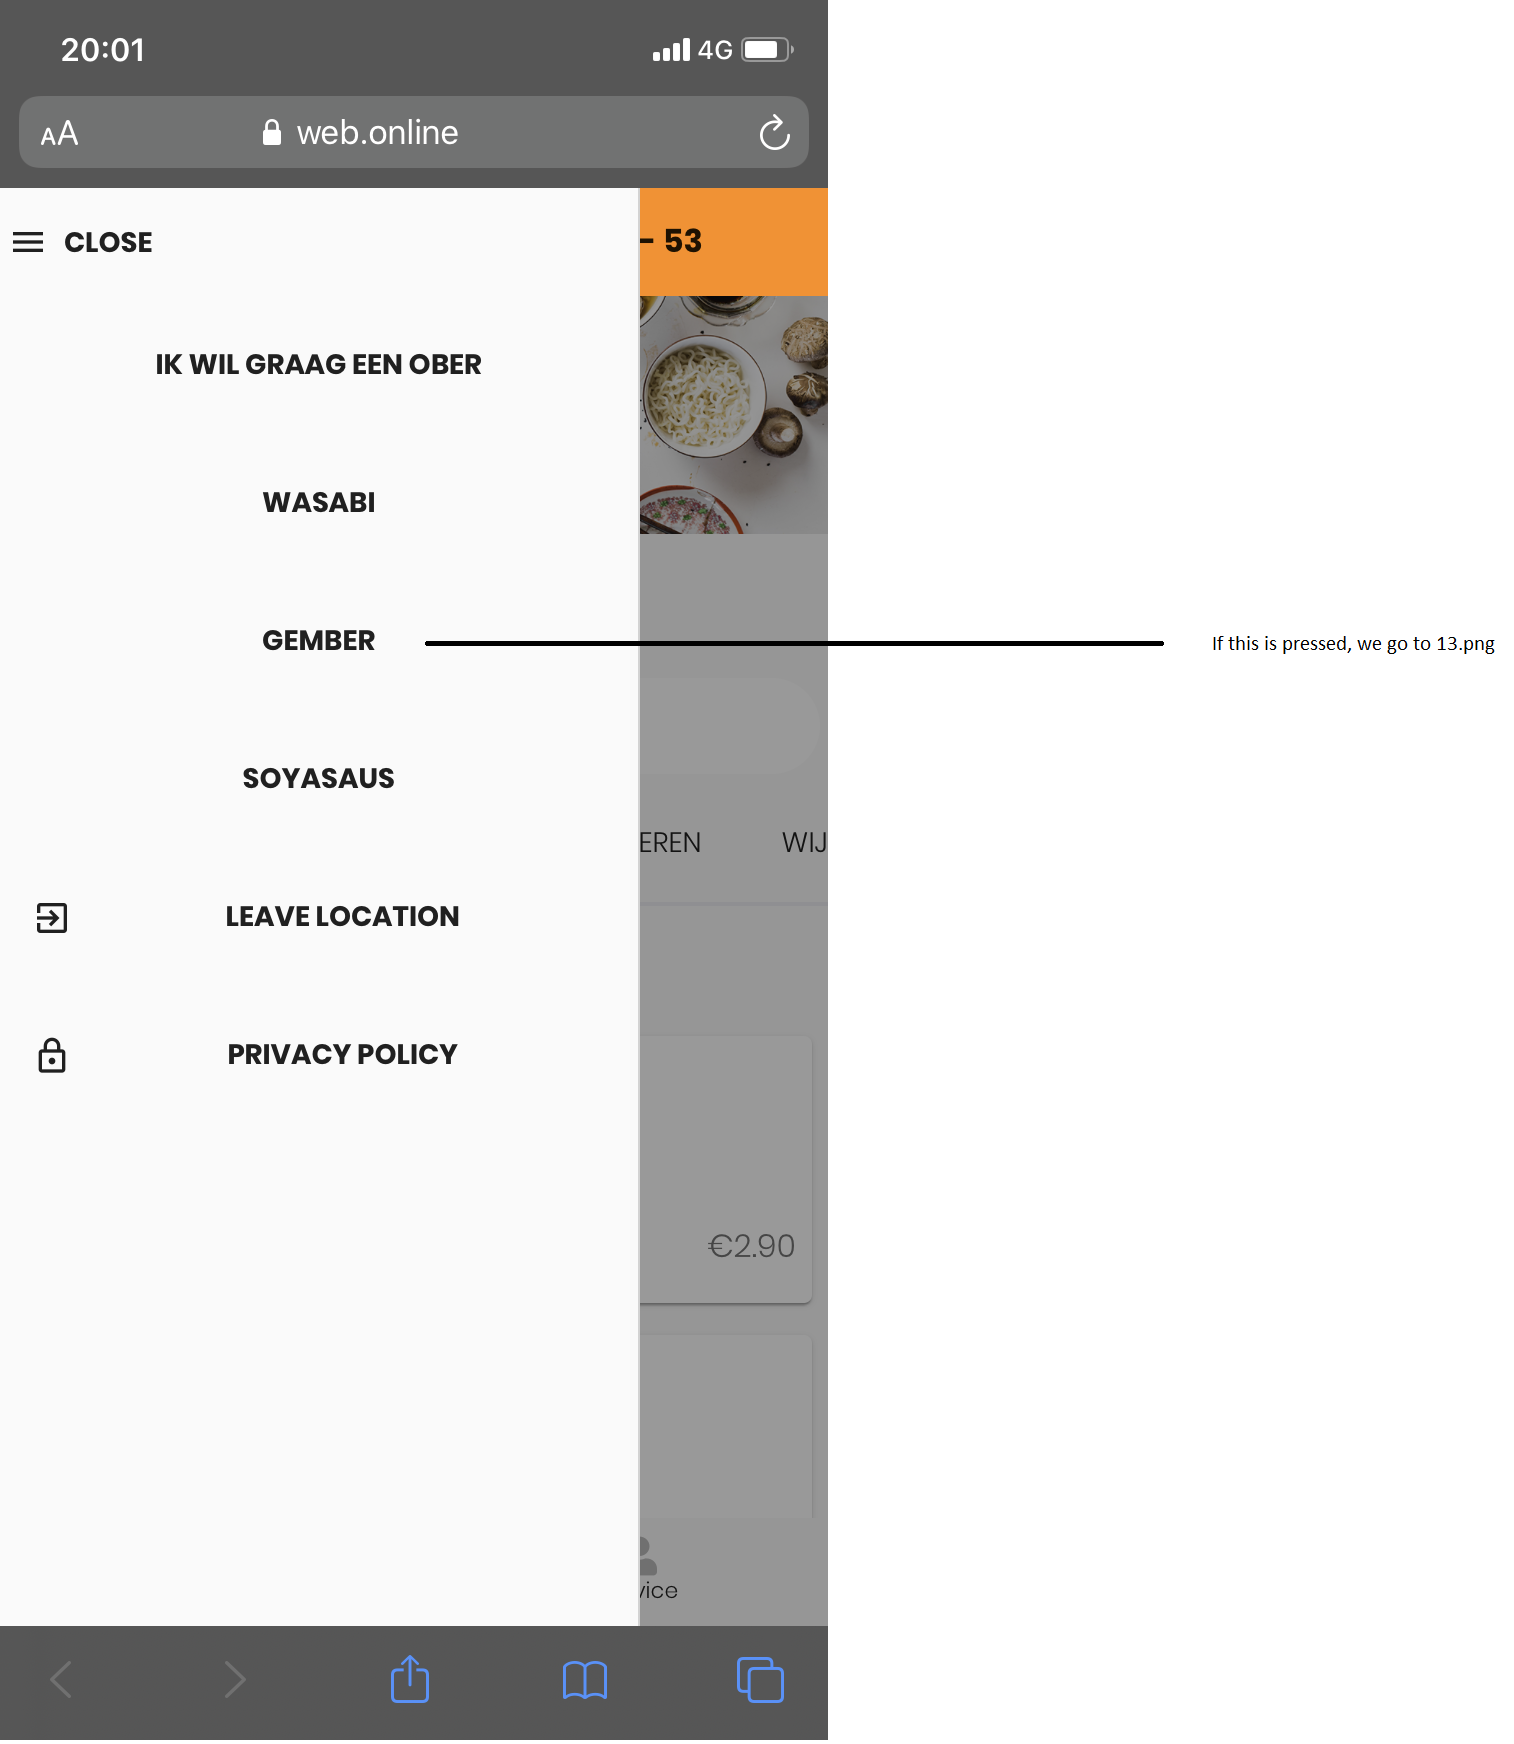 20:01
4G
AA
web.online
CLOSE
- 53
IK WIL GRAAG EEN OBER
WASABI
GEMBER
If this is pressed, we go to 13.png
SOYASAUS
EREN
WIJ
LEAVE LOCATION
PRIVACY POLICY
€2.90
vice